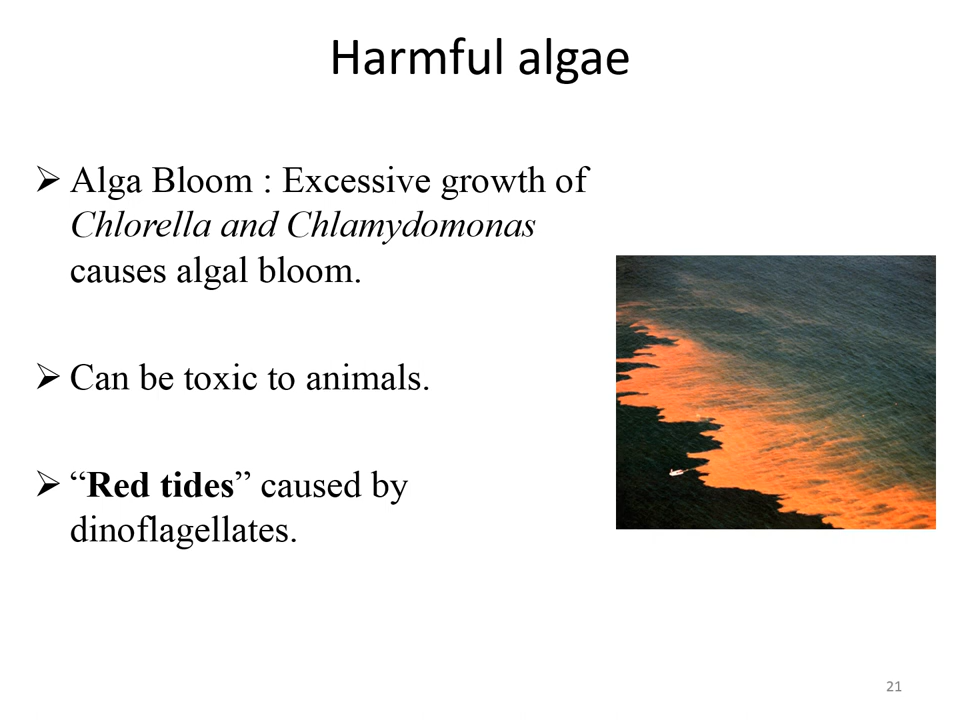 Harmful algae
➢ Alga Bloom : Excessive growth of
Chlorella and Chlamydomonas
causes algal bloom.
➢ Can be toxic to animals.
➢ “Red tides” caused by
dinoflagellates.
21